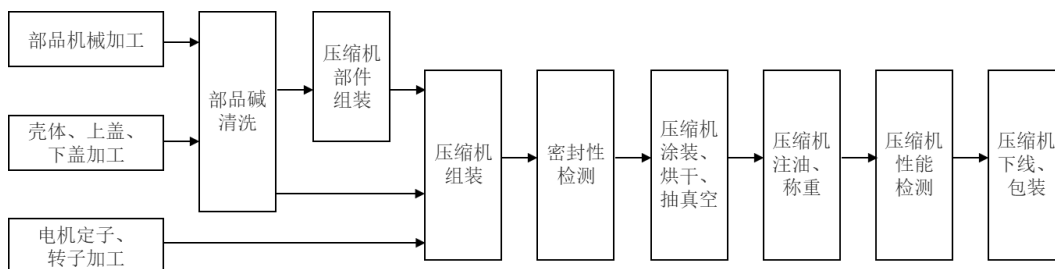 部品机械加工
壳体、上盖、
下盖加工
电机定子、
转子加工
部品碱
清洗
压缩机
部件
组装
压缩机
组装
密封性
检测
压缩机
涂装、
烘干、
抽真空
压缩机
注油、
称重
压缩机
性能
检测
压缩机
下线、
包装